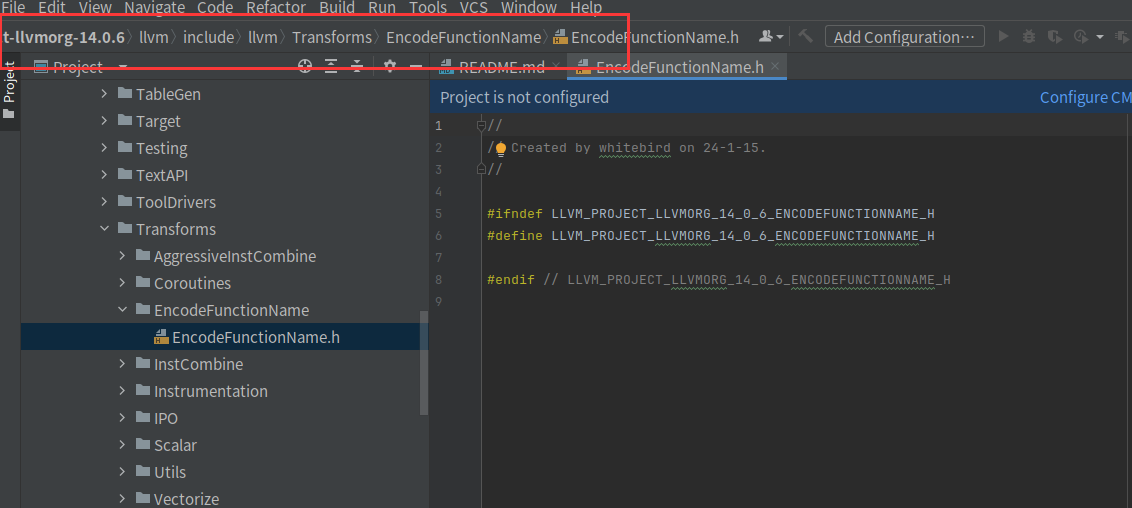 File Edit View Navigate Code Refactor Build Run Tools VCS Window Help
t-llvmorg-14.0.6 llvm include llvm Transforms EncodeFunctionName EncodeFunctionName.h Add Configuration...
Project
Project README.md EncodeFunctionName.h
Project is not configured Configure CM
TableGen
Target
Testing
TextAPI
ToolDrivers
Transforms
AggressiveInstCombine
Coroutines
EncodeFunctionName
EncodeFunctionName.h
InstCombine
Instrumentation
IPO
Scalar
Utils
Vectorize
1 //
2 // Created by whitebird on 24-1-15.
3 //
4
5 #ifndef LLVM_PROJECT_LLVMORG_14_0_6_ENCODEFUNCTIONNAME_H
6 #define LLVM_PROJECT_LLVMORG_14_0_6_ENCODEFUNCTIONNAME_H
7
8 #endif // LLVM_PROJECT_LLVMORG_14_0_6_ENCODEFUNCTIONNAME_H
9